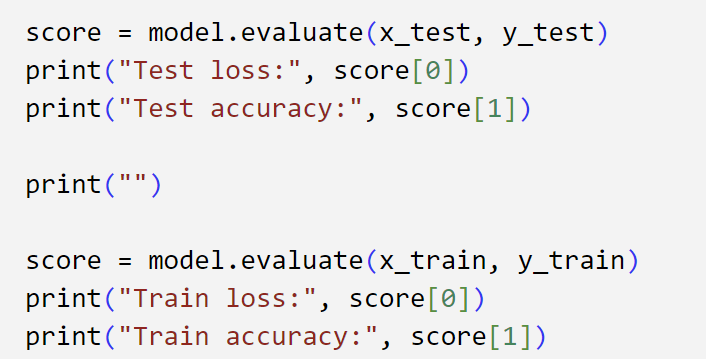 score = model.evaluate(x_test, y_test)
print("Test loss:", score[0])
print("Test accuracy:", score[1])
print("")
score = model.evaluate(x_train, y_train)
print("Train loss:", score[0])
print("Train accuracy:", score[1])